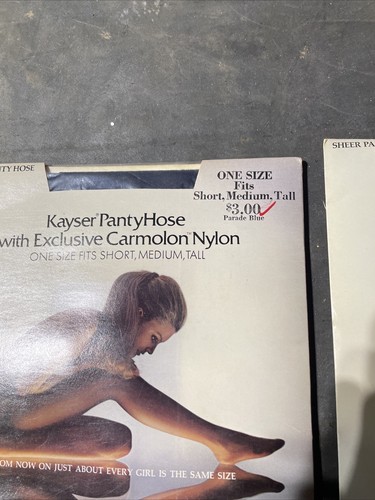 NTY HOSE
SHEER PA
ONE SIZE
Fits
Short, Medium, Tall
$3.00
Parade Blue
Kayser® PantyHose
with Exclusive Carmolon™ Nylon
ONE SIZE FITS SHORT, MEDIUM, TALL
OM NOW ON JUST ABOUT EVERY GIRL IS THE SAME SIZE